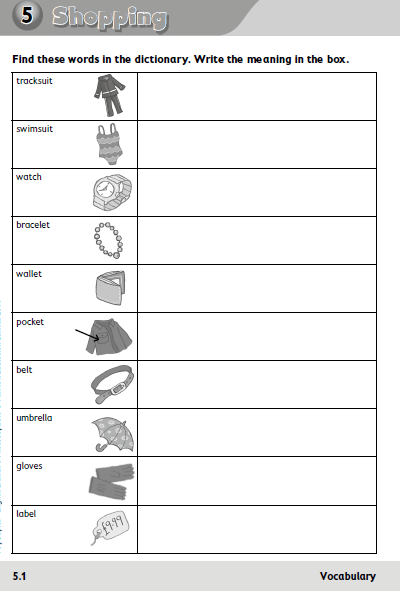 5 Shopping
Find these words in the dictionary. Write the meaning in the box.
tracksuit
swimsuit
watch
bracelet
wallet
pocket
belt
umbrella
gloves
label
£9.99
5.1 Vocabulary